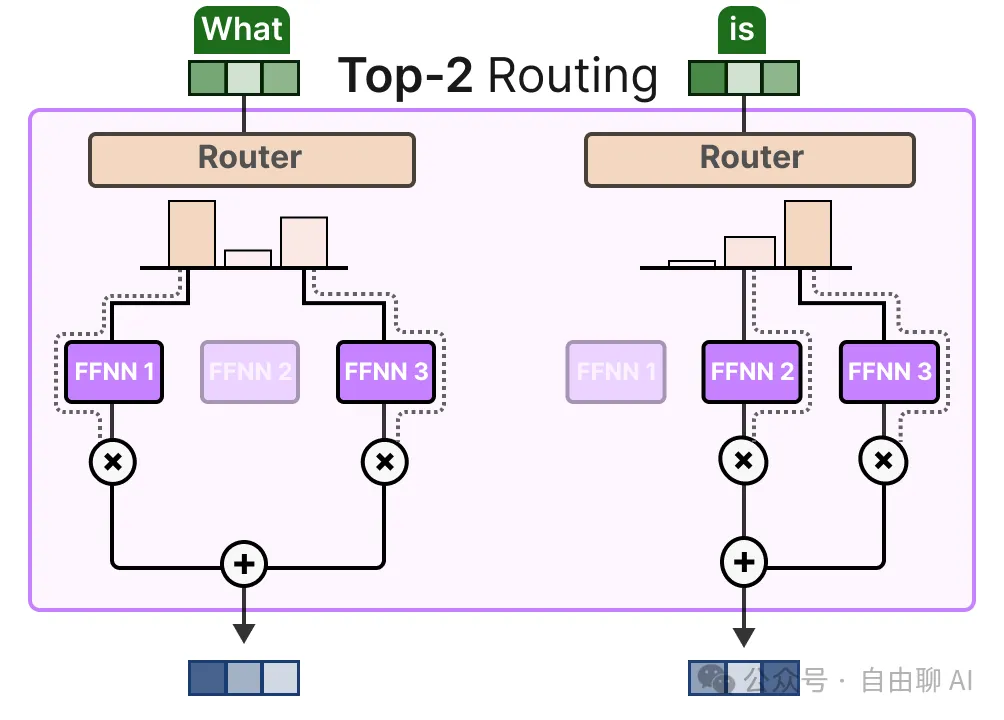 What
is
Top-2 Routing
Router
Router
FFNN 1
FFNN 2
FFNN 3
FFNN 1
FFNN 2
FFNN 3
公众号 · 自由聊 AI